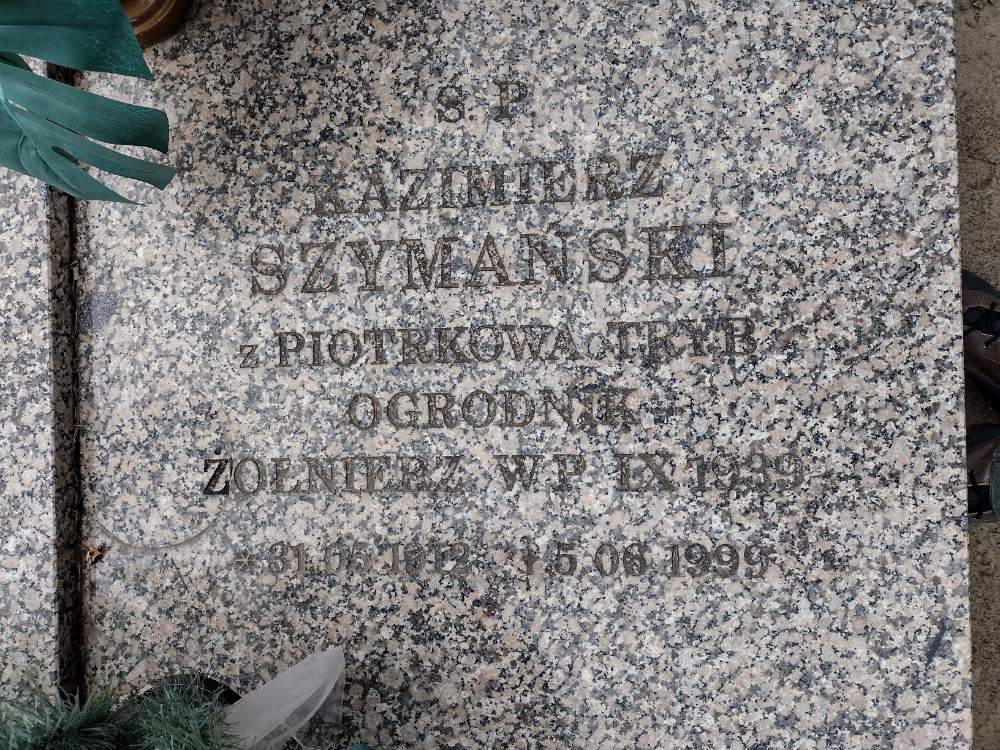 Ś. P.
KAZIMIERZ
SZYMAŃSKI
z PIOTRKOWA TRYB
OGRODNIK
ŻOŁNIERZ W P IX 1939
* 31 05 1912 † 5 06 1999